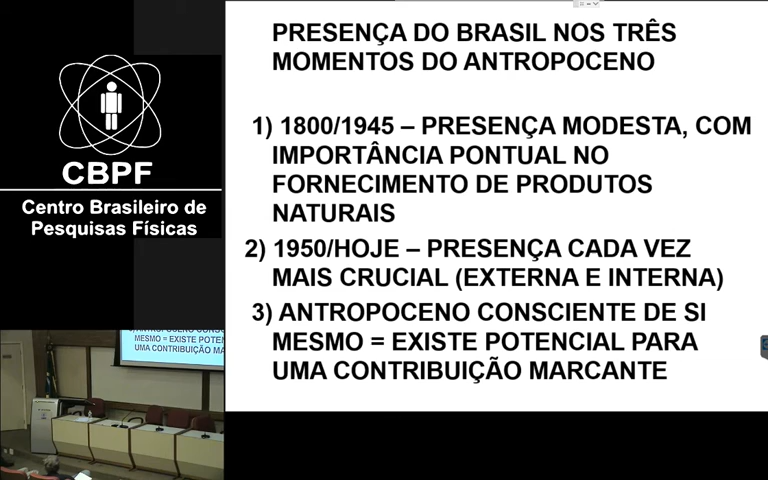 PRESENÇA DO BRASIL NOS TRÊS
MOMENTOS DO ANTROPOCENO
1) 1800/1945 – PRESENÇA MODESTA, COM
IMPORTÂNCIA PONTUAL NO
FORNECIMENTO DE PRODUTOS
NATURAIS
2) 1950/HOJE – PRESENÇA CADA VEZ
MAIS CRUCIAL (EXTERNA E INTERNA)
3) ANTROPOCENO CONSCIENTE DE SI
MESMO = EXISTE POTENCIAL PARA
UMA CONTRIBUIÇÃO MARCANTE
CBPF
Centro Brasileiro de
Pesquisas Físicas
MESMO = EXISTE POTEN
UMA CONTRIBUIÇÃO MA